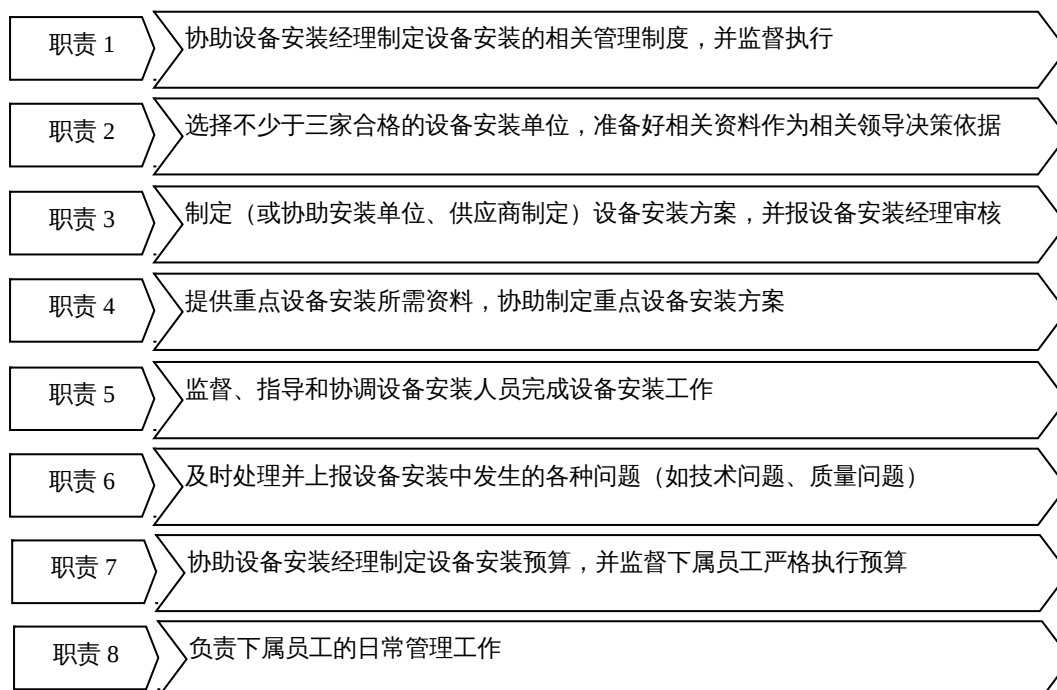 职责 1
协助设备安装经理制定设备安装的相关管理制度，并监督执行
职责 2
选择不少于三家合格的设备安装单位，准备好相关资料作为相关领导决策依据
职责 3
制定（或协助安装单位、供应商制定）设备安装方案，并报设备安装经理审核
职责 4
提供重点设备安装所需资料，协助制定重点设备安装方案
职责 5
监督、指导和协调设备安装人员完成设备安装工作
职责 6
及时处理并上报设备安装中发生的各种问题（如技术问题、质量问题）
职责 7
协助设备安装经理制定设备安装预算，并监督下属员工严格执行预算
职责 8
负责下属员工的日常管理工作